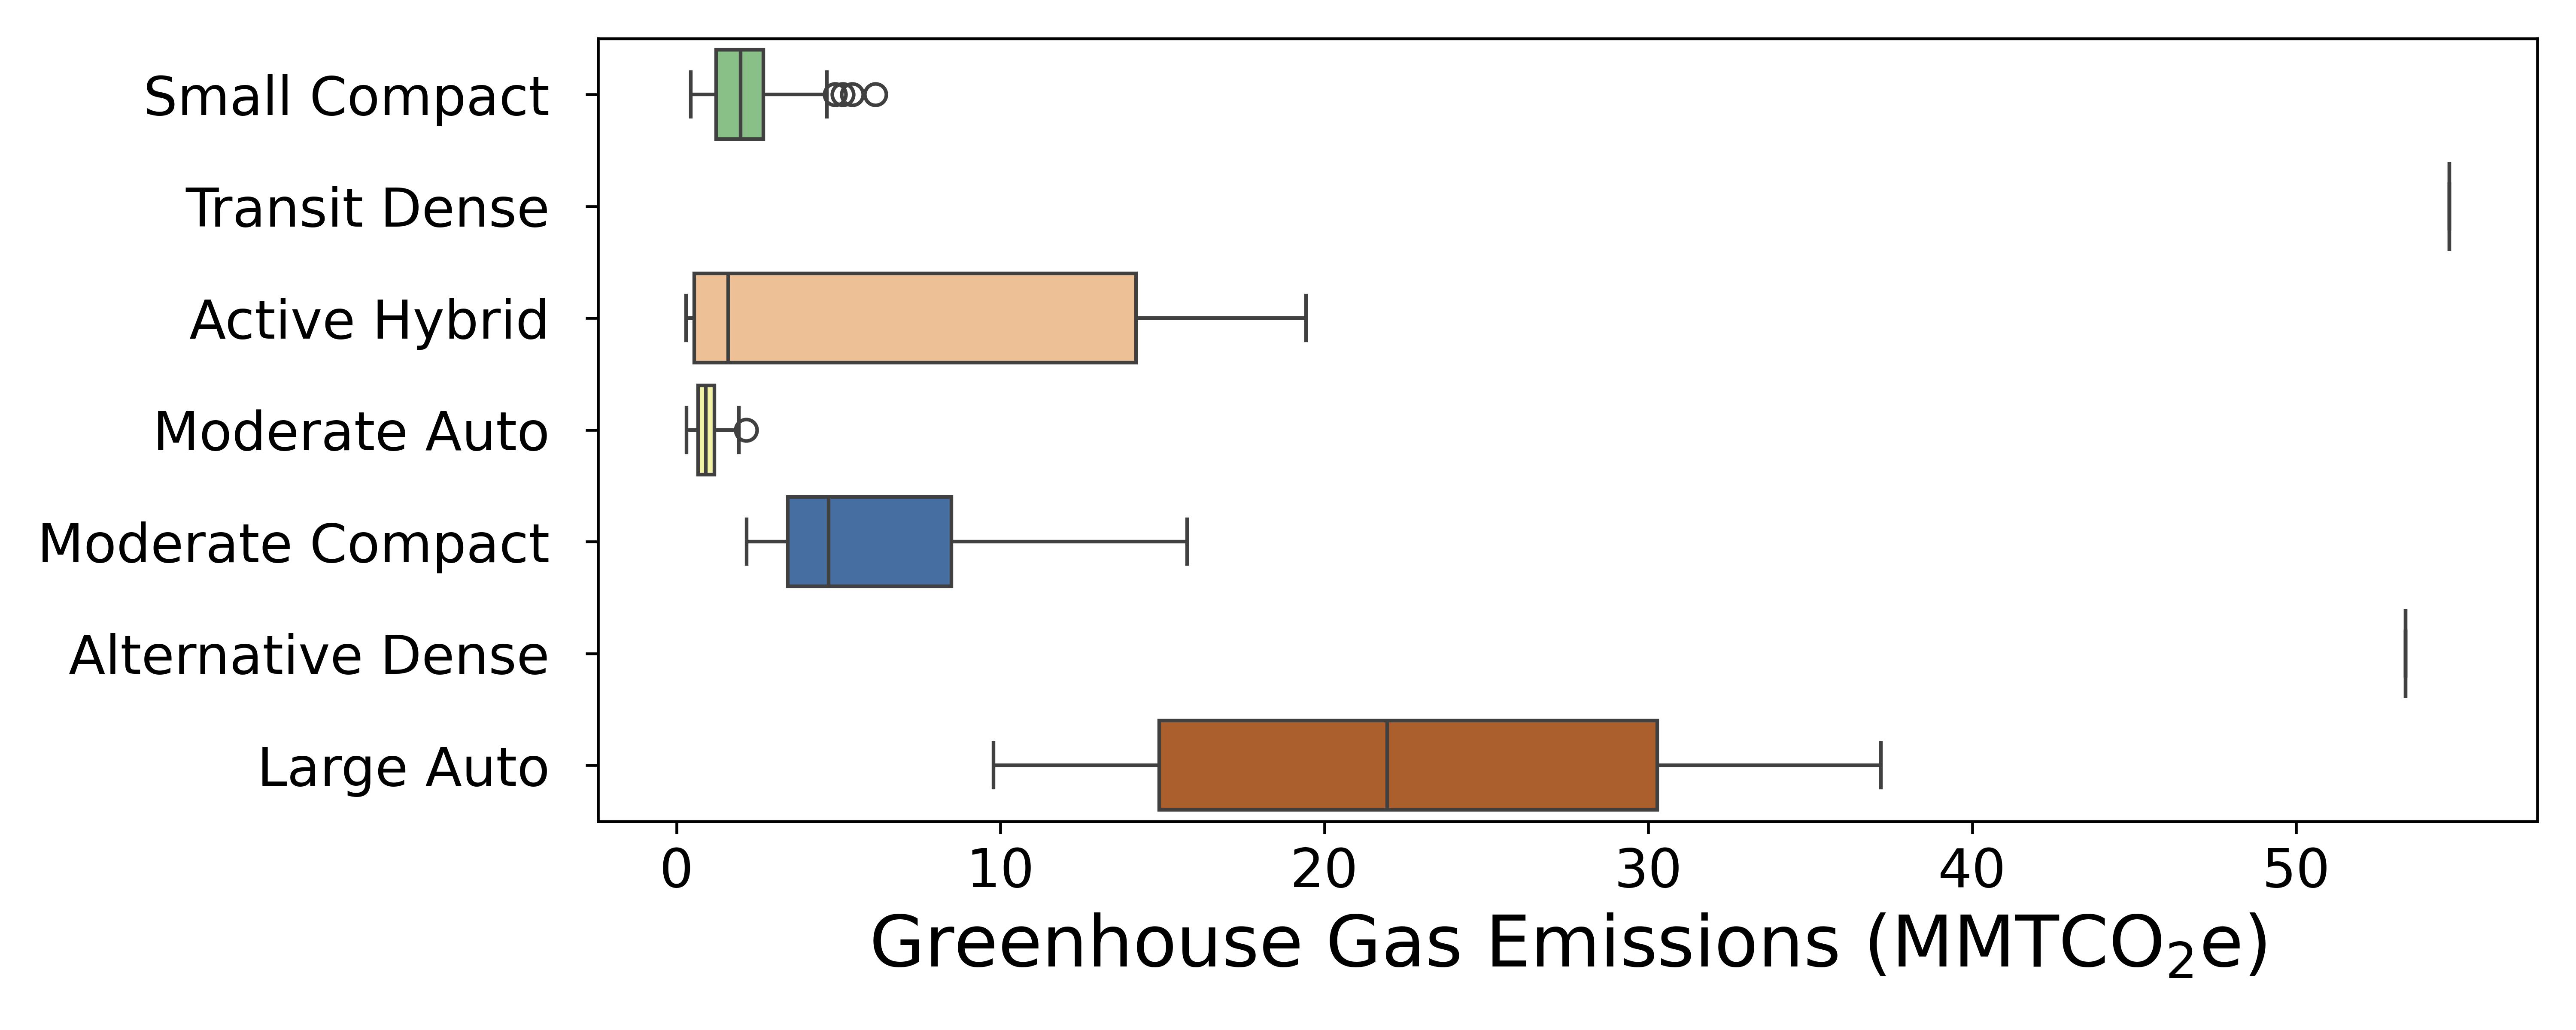 Small Compact
Transit Dense
Active Hybrid
Moderate Auto
Moderate Compact
Alternative Dense
Large Auto
0 10 20 30 40 50
Greenhouse Gas Emissions (MMTCO₂e)